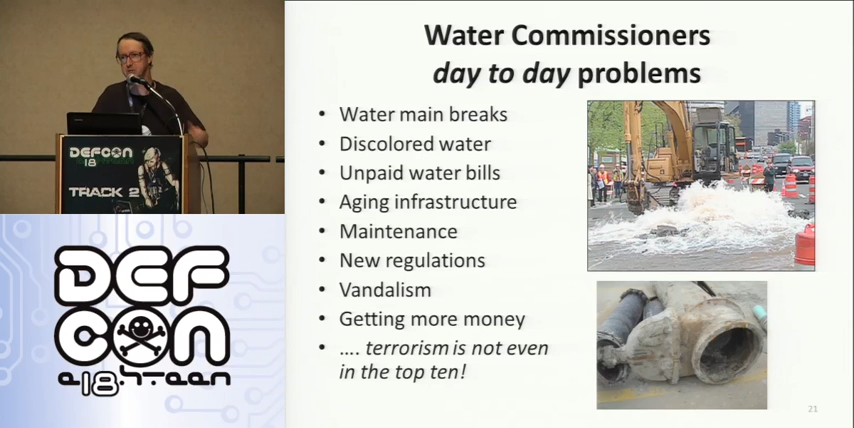 Water Commissioners
day to day problems
• Water main breaks
• Discolored water
• Unpaid water bills
• Aging infrastructure
• Maintenance
• New regulations
• Vandalism
• Getting more money
• .... terrorism is not even
in the top ten!
21
DEFCON
18
TRACK 2
DEF
CON
e18hteen